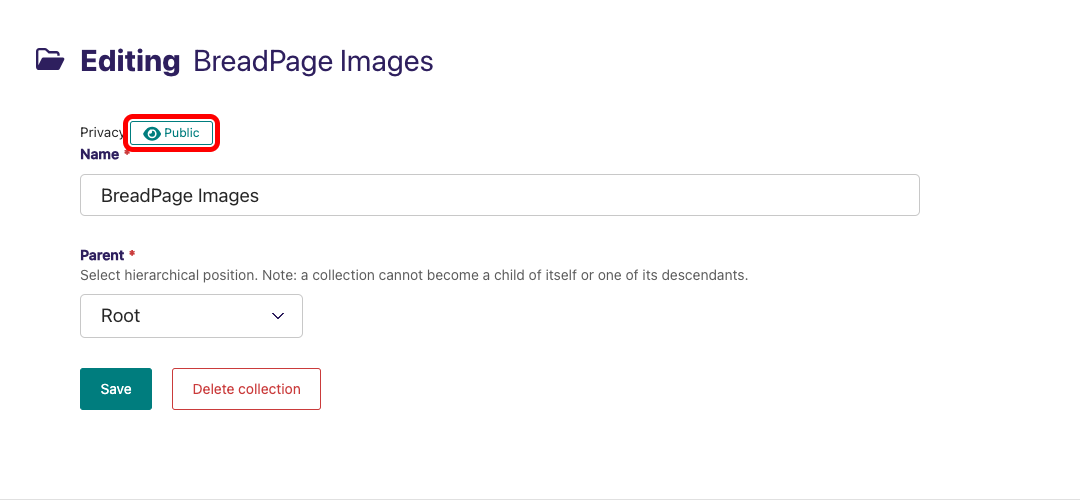 Editing BreadPage Images
Privacy Public
Name *
BreadPage Images
Parent *
Select hierarchical position. Note: a collection cannot become a child of itself or one of its descendants.
Root
Save Delete collection